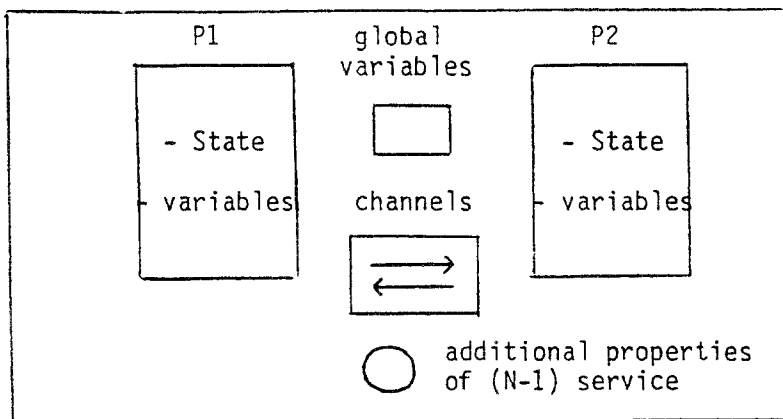 P1 global P2
variables
- State - State
- variables channels - variables
additional properties
of (N-1) service